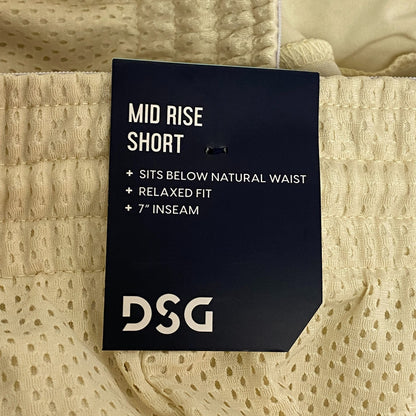 MID RISE
SHORT
+ SITS BELOW NATURAL WAIST
+ RELAXED FIT
+ 7" INSEAM
DSG